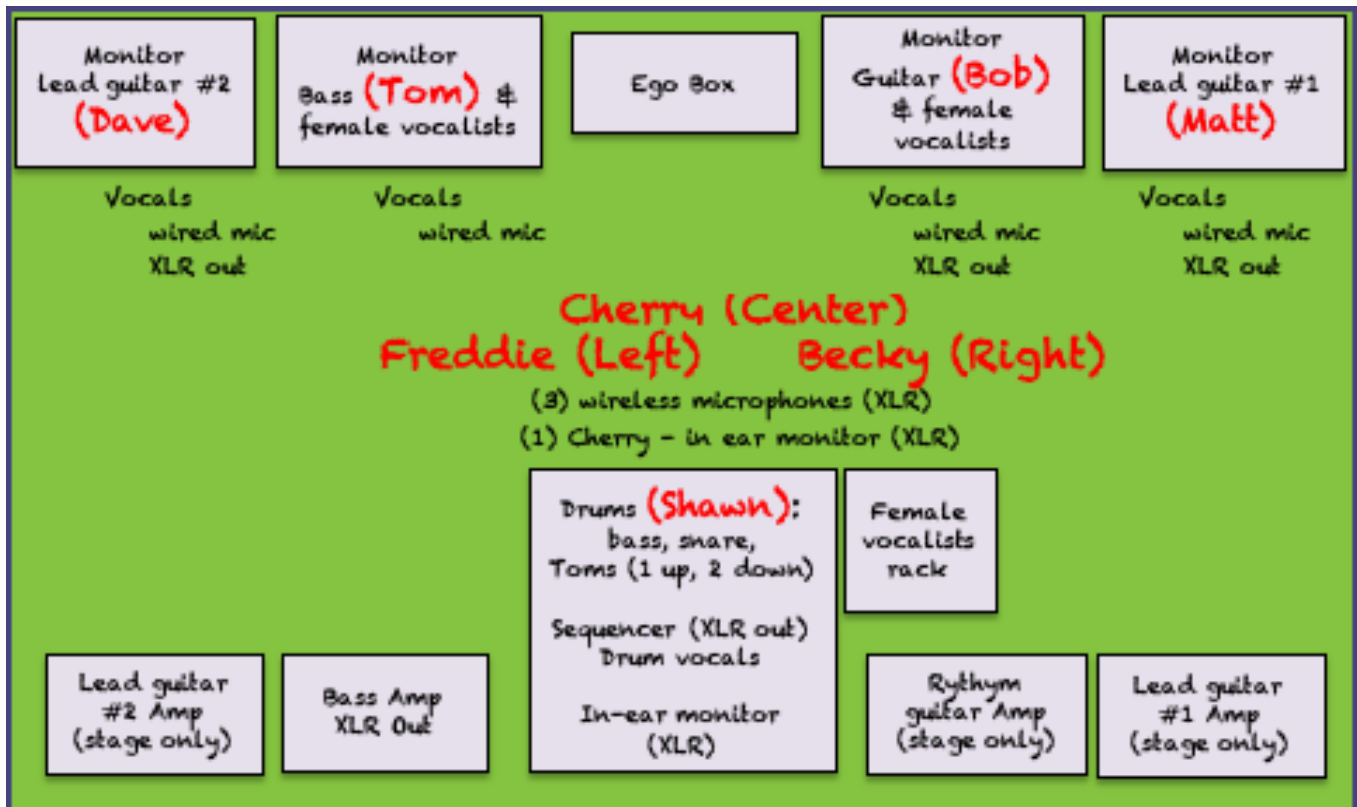 Monitor
Lead guitar #2
(Dave)
Monitor
Bass (Tom) &
female vocalists
Ego Box
Monitor
Guitar (Bob)
& female
vocalists
Monitor
Lead guitar #1
(Matt)
Vocals
wired mic
XLR out
Vocals
wired mic
Vocals
wired mic
XLR out
Vocals
wired mic
XLR out
Cherry (Center)
Freddie (Left) Becky (Right)
(3) wireless microphones (XLR)
(1) Cherry - in ear monitor (XLR)
Drums (Shawn):
bass, snare,
Toms (1 up, 2 down)
Sequencer (XLR out)
Drum vocals
In-ear monitor
(XLR)
Female
vocalists
rack
Lead guitar
#2 Amp
(stage only)
Bass Amp
XLR Out
Rythym
guitar Amp
(stage only)
Lead guitar
#1 Amp
(stage only)